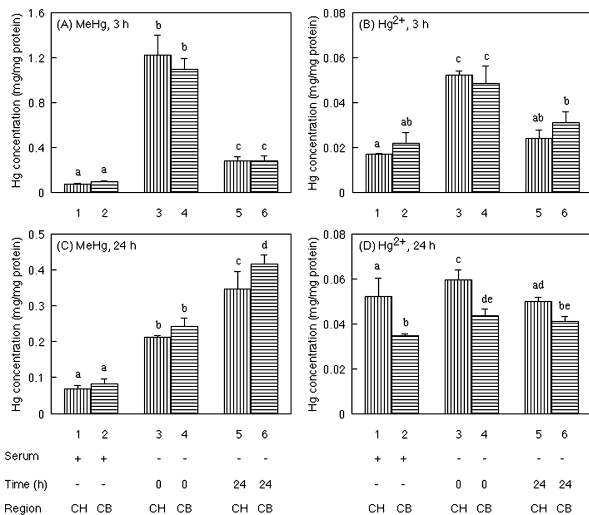 (A) MeHg, 3 h
Hg concentration (mg/mg protein)
1.6
1.2
0.8
0.4
0
a a b b c c
1 2 3 4 5 6
(B) Hg2+, 3 h
Hg concentration (mg/mg protein)
0.08
0.06
0.04
0.02
0
a ab c c ab b
1 2 3 4 5 6
(C) MeHg, 24 h
Hg concentration (mg/mg protein)
0.5
0.4
0.3
0.2
0.1
0
a a b b c d
1 2 3 4 5 6
(D) Hg2+, 24 h
Hg concentration (mg/mg protein)
0.08
0.06
0.04
0.02
0
a b c de ad be
1 2 3 4 5 6
Serum + + - - - - + + - - - -
Time (h) - - 0 0 24 24 - - 0 0 24 24
Region CH CB CH CB CH CB CH CB CH CB CH CB